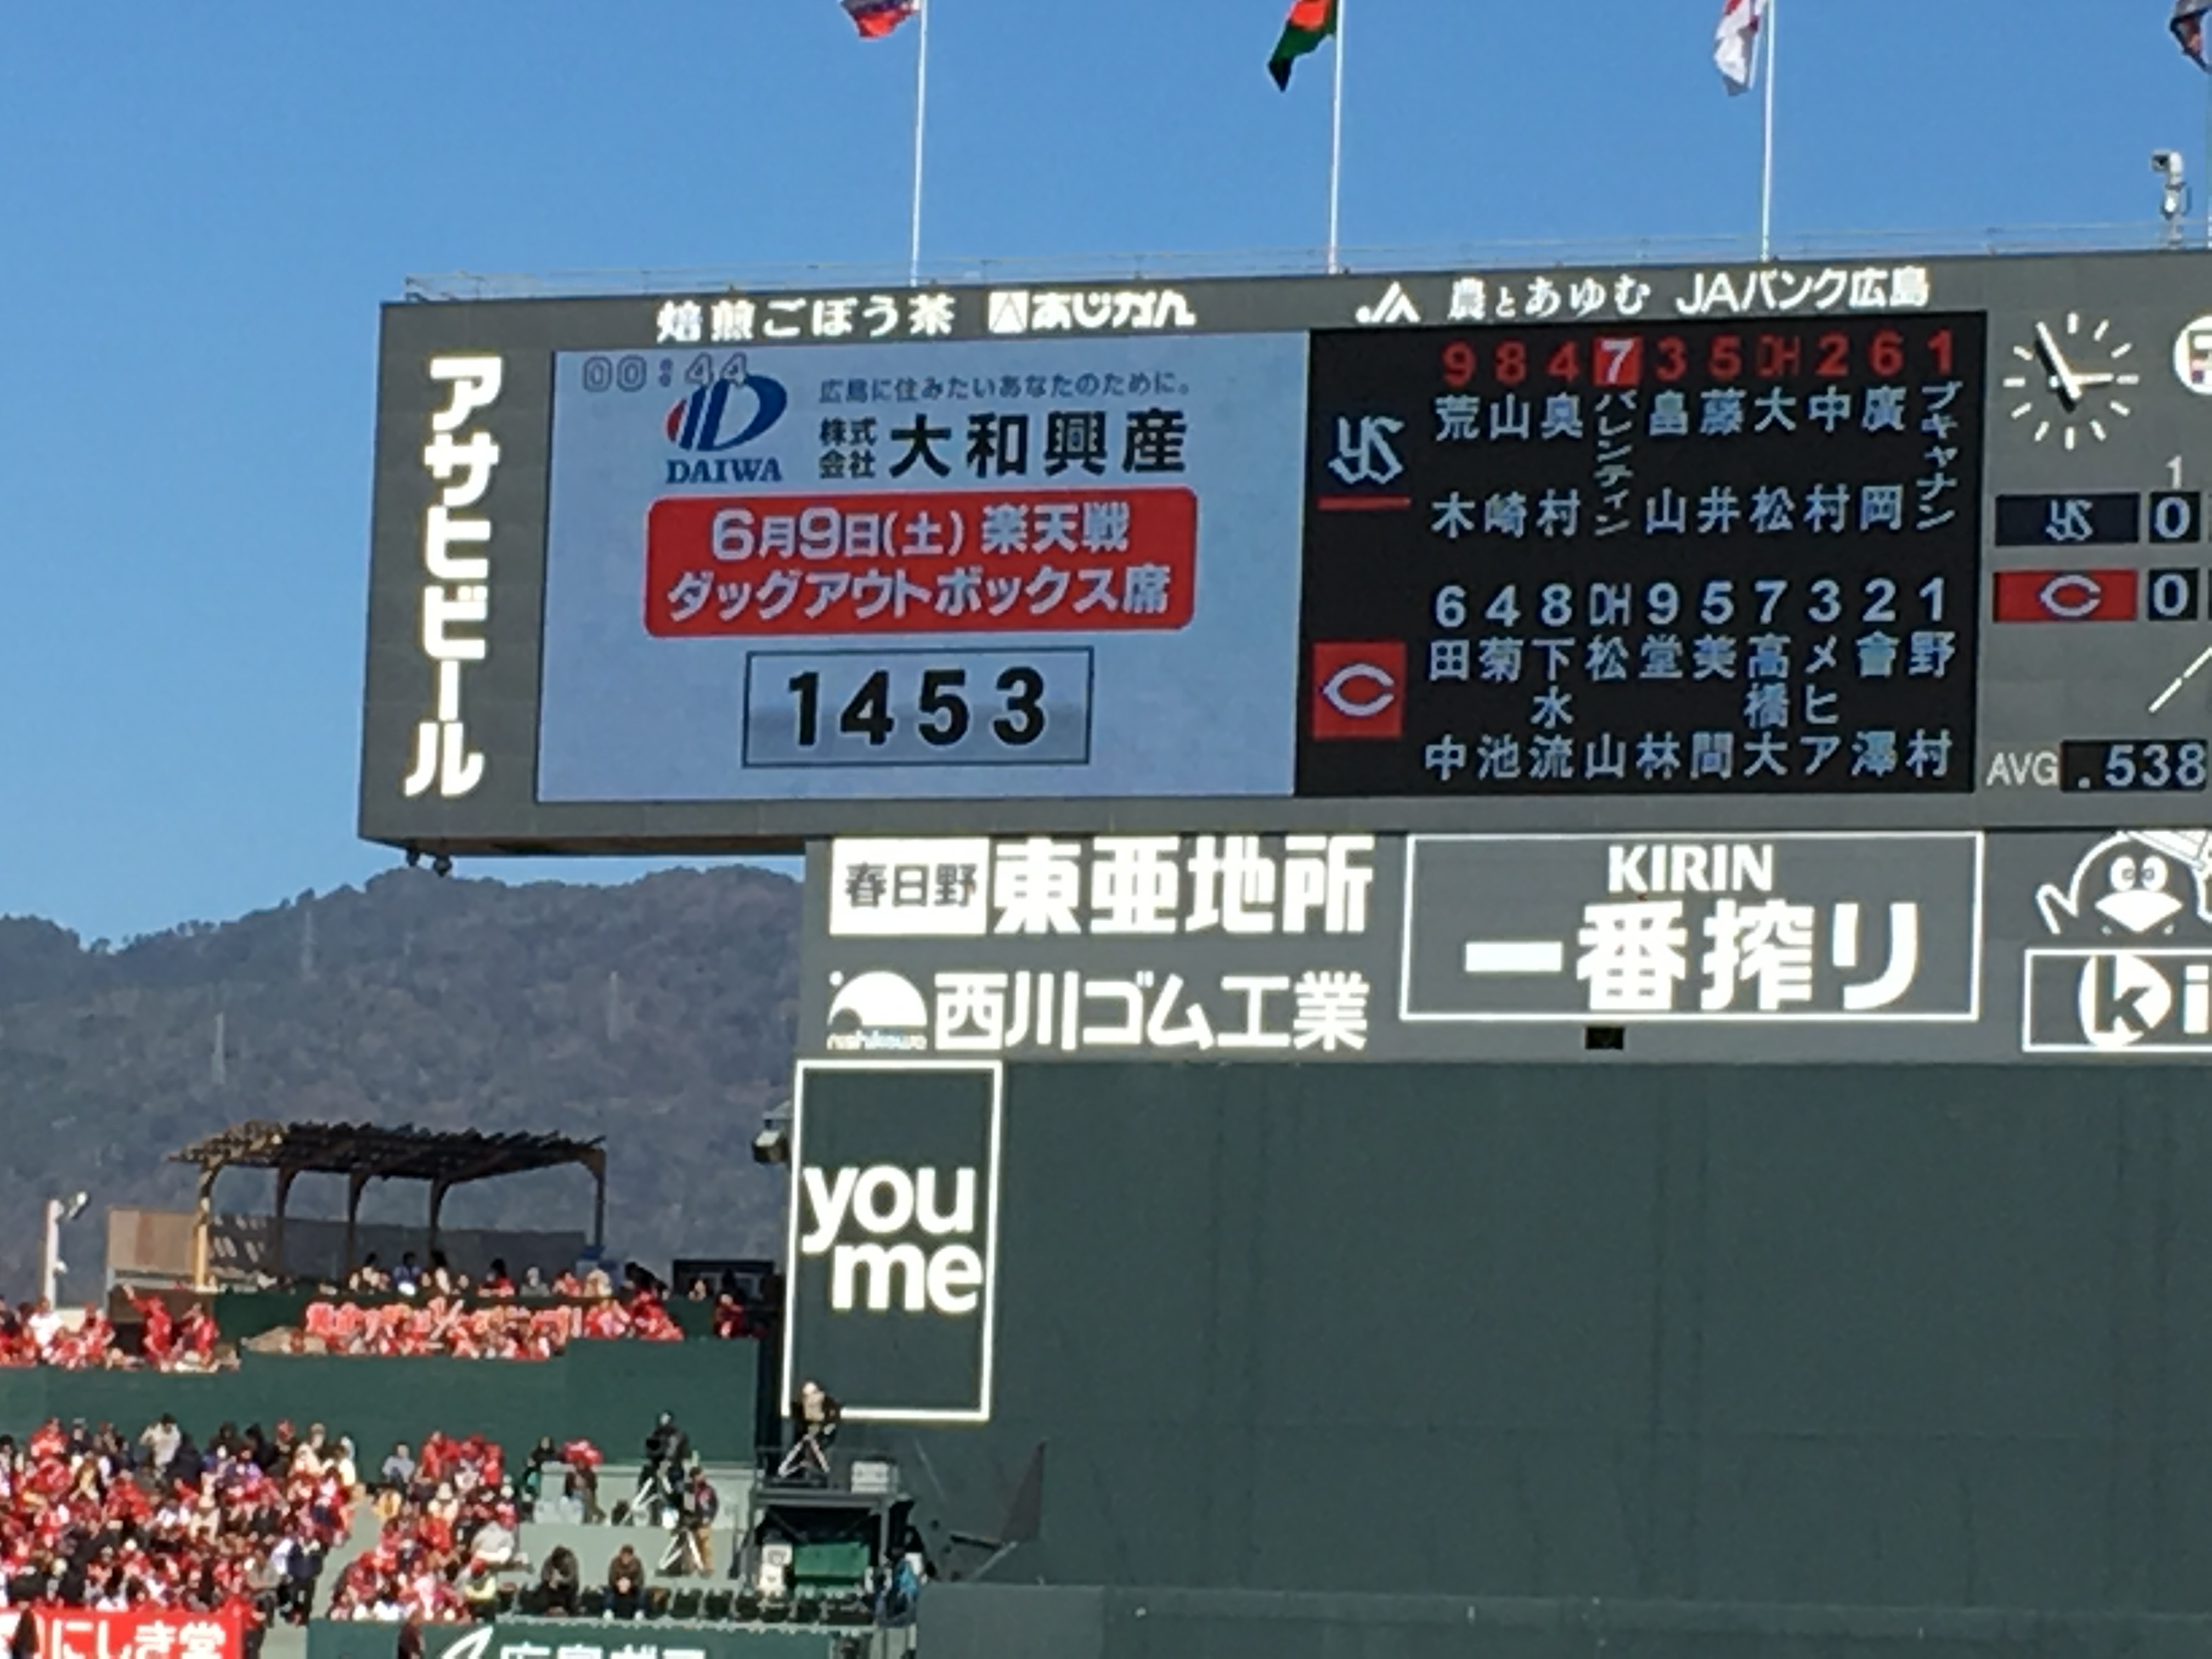 焙煎ごぼう茶 あじかん
農とあゆむ JAバンク広島
アサヒビール
00:44
DAIWA
広島に住みたいあなたのために。
株式会社 大和興産
6月9日(土) 楽天戦
ダッグアウトボックス席
1453
9 8 4 7 3 5 DH 2 6 1
YS
荒木 山崎 奥村 バレンティン 畠山 藤井 大松 中村 廣岡 ブキャナン
6 4 8 DH 9 5 7 3 2 1
C
田中 菊池 下水流 松山 堂林 美間 高橋大 メヒア 會澤 野村
1
YS 0
C 0
AVG .538
春日野 東亜地所
nishikawa 西川ゴム工業
KIRIN
一番搾り
ki
you
me
にしき堂